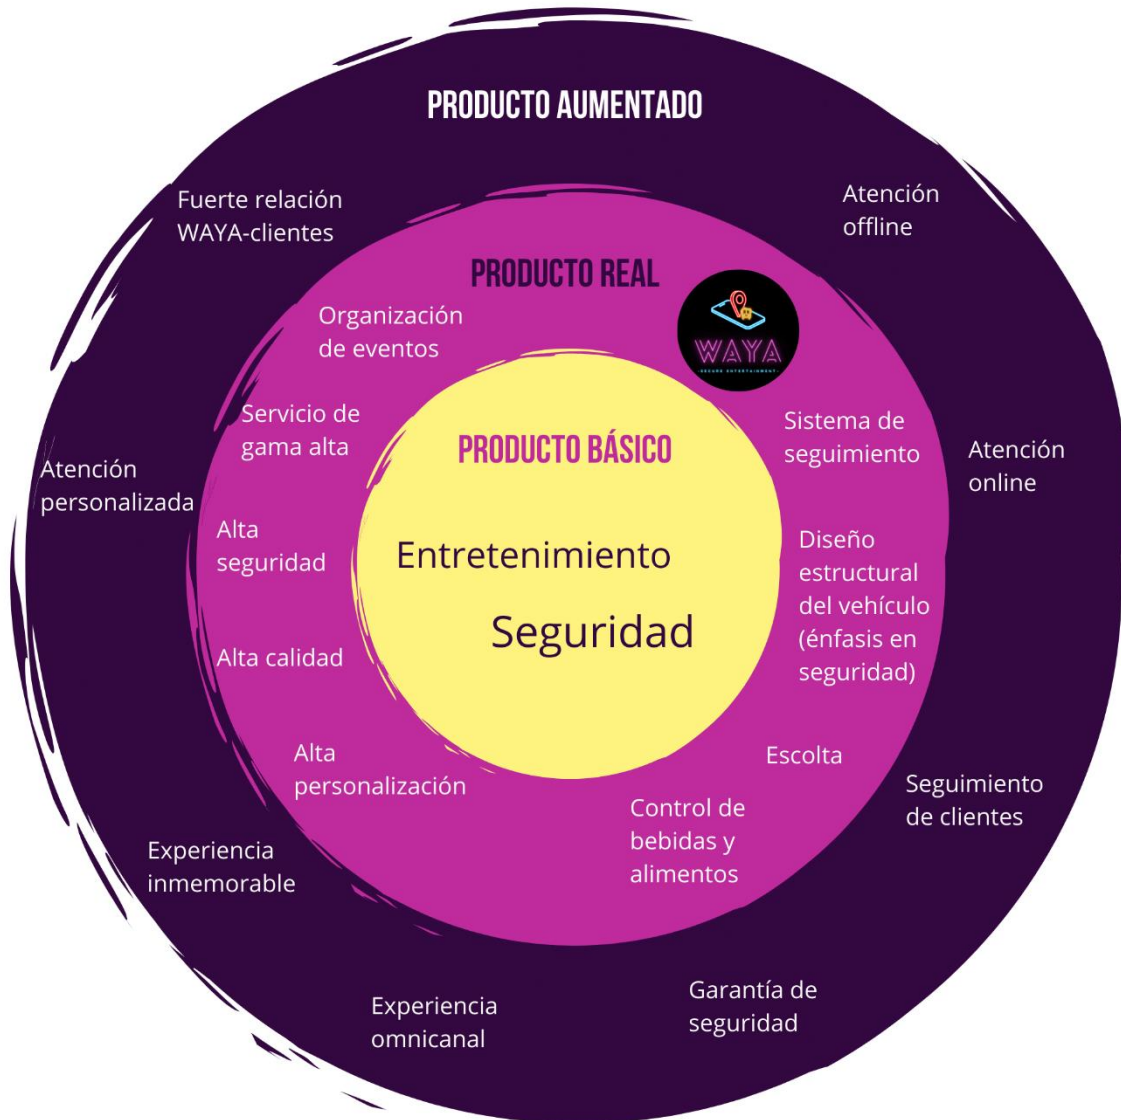 PRODUCTO AUMENTADO
Fuerte relación
WAYA-clientes
Atención
offline
PRODUCTO REAL
Organización
de eventos
WAYA
SECURE ENTERTAINMENT
Servicio de
gama alta
PRODUCTO BÁSICO
Sistema de
seguimiento
Atención
personalizada
Atención
online
Alta
seguridad
Entretenimiento
Seguridad
Diseño
estructural
del vehículo
(énfasis en
seguridad)
Alta calidad
Alta
personalización
Escolta
Control de
bebidas y
alimentos
Seguimiento
de clientes
Experiencia
inmemorable
Experiencia
omnicanal
Garantía de
seguridad